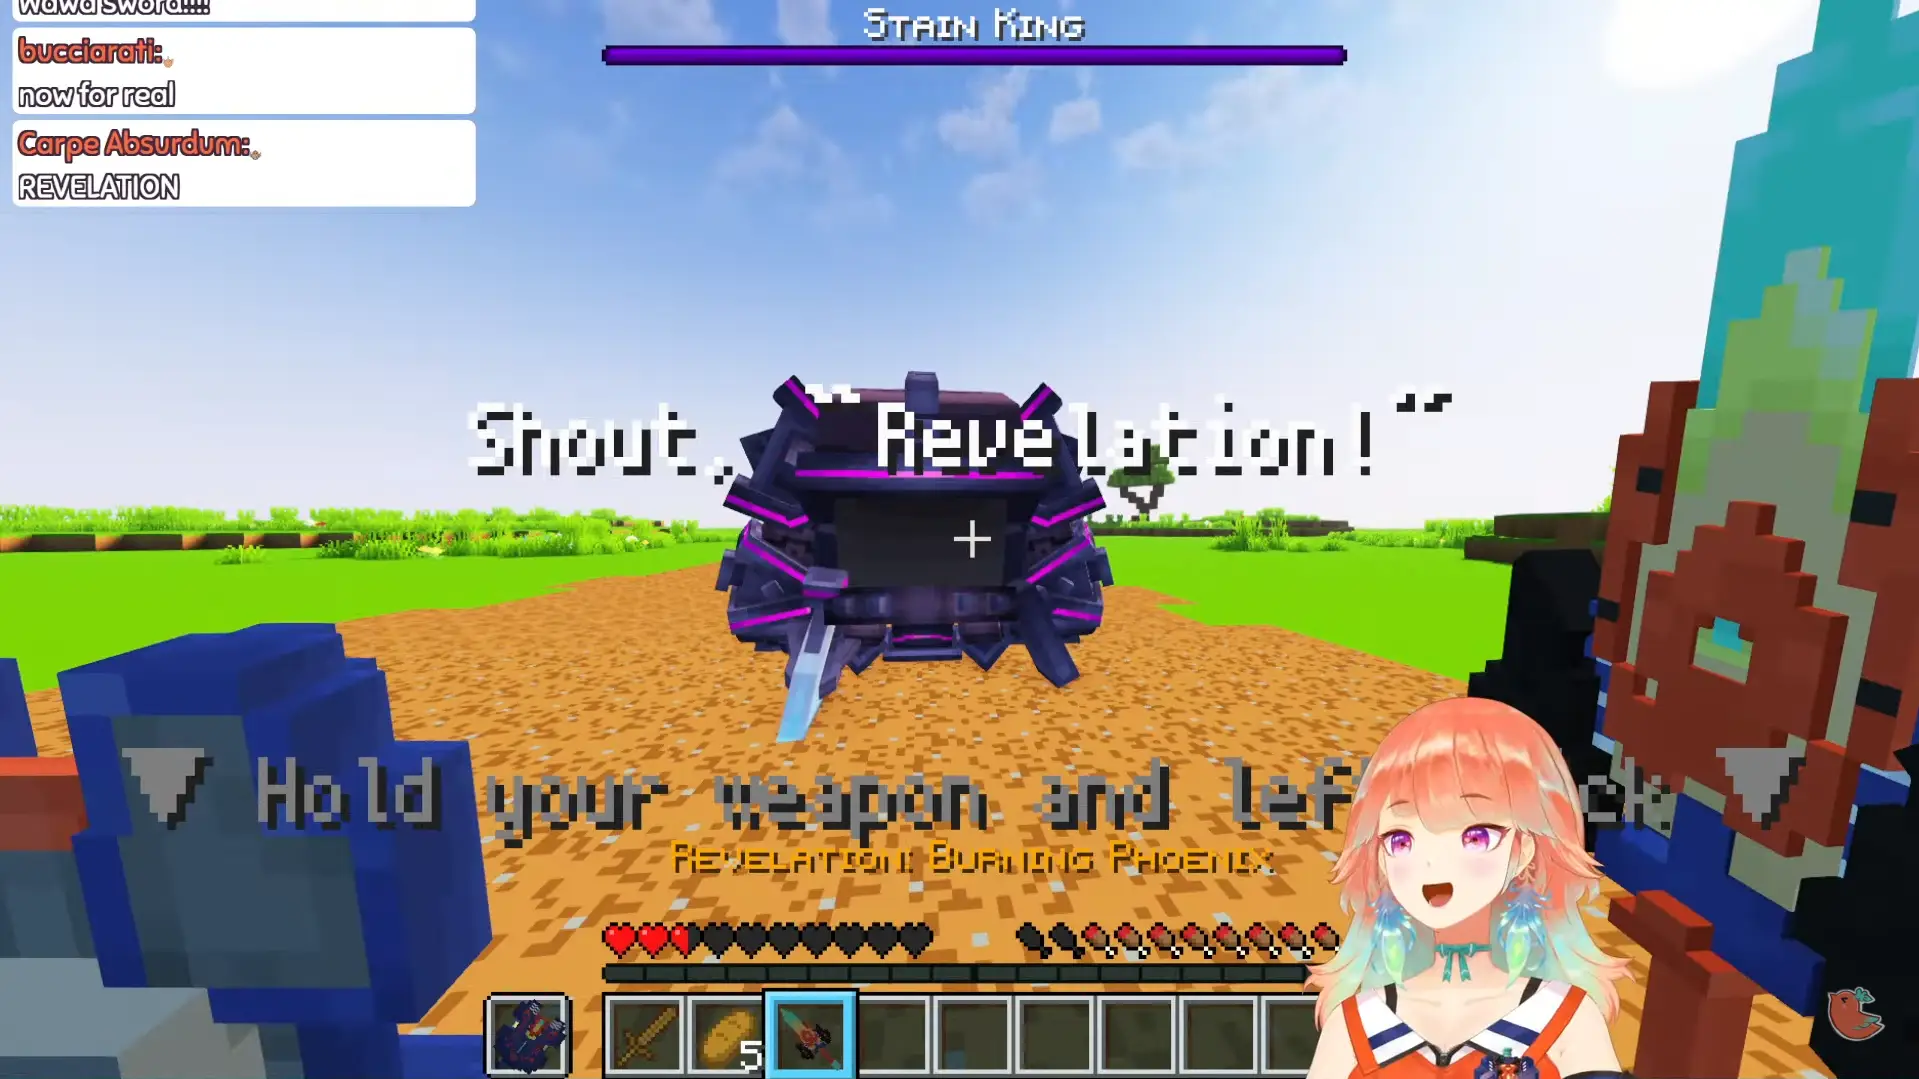 wawa sword!!!!
bucciarati:
now for real
Carpe Absurdum:
REVELATION
Stain King
Shout, "Revelation!"
Hold your weapon and left ck.
Revelation: Burning Phoenix
5